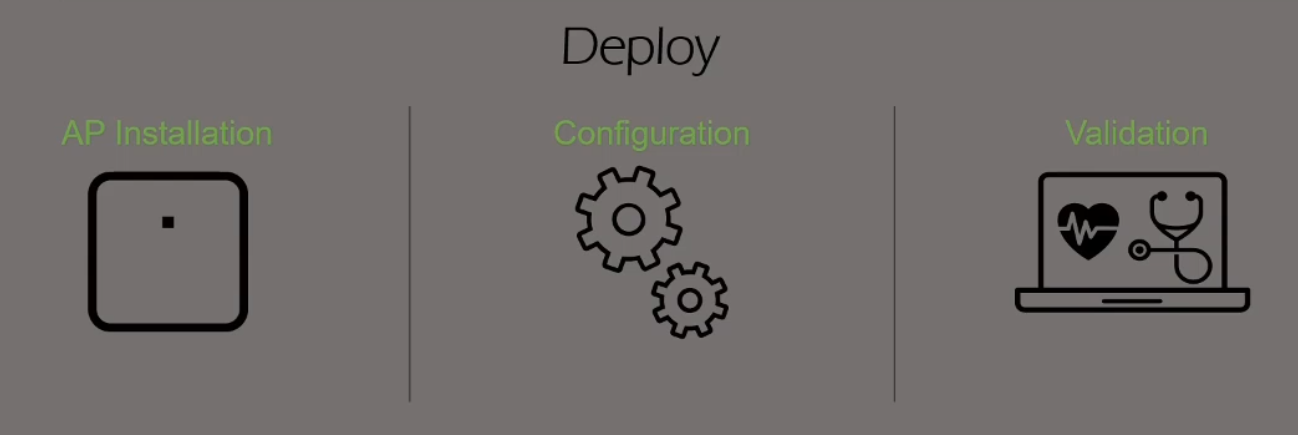 Deploy
AP Installation
Configuration
Validation